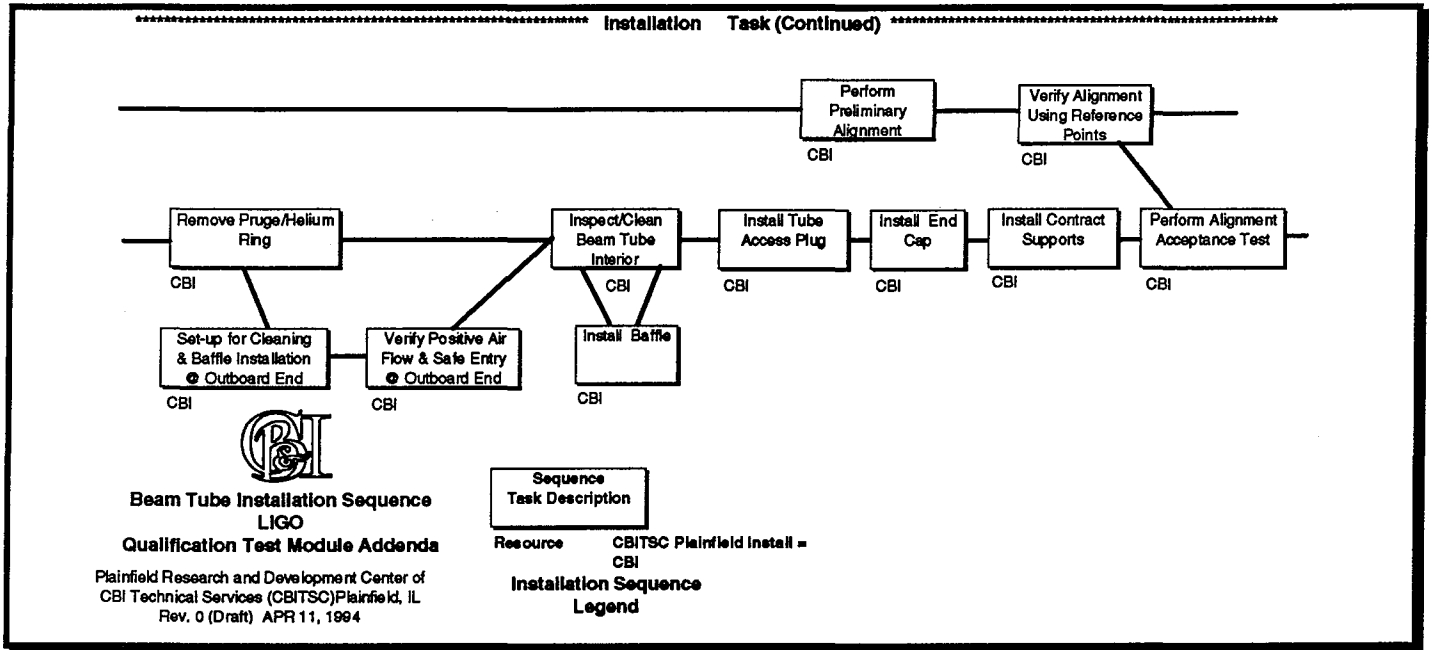 ****************************************************************** Installation Task (Continued) **********************************************************
Perform
Preliminary
Alignment
CBI
Verify Alignment
Using Reference
Points
CBI
Remove Pruge/Helium
Ring
CBI
Inspect/Clean
Beam Tube
Interior
CBI
Install Tube
Access Plug
CBI
Install End
Cap
CBI
Install Contract
Supports
CBI
Perform Alignment
Acceptance Test
CBI
Set-up for Cleaning
& Baffle Installation
@ Outboard End
CBI
Verify Positive Air
Flow & Safe Entry
@ Outboard End
CBI
Install Baffle
CBI
CB&I
Beam Tube Installation Sequence
LIGO
Qualification Test Module Addenda
Plainfield Research and Development Center of
CBI Technical Services (CBITSC)Plainfield, IL
Rev. 0 (Draft) APR 11, 1994
Sequence
Task Description
Resource CBITSC Plainfield Install =
CBI
Installation Sequence
Legend